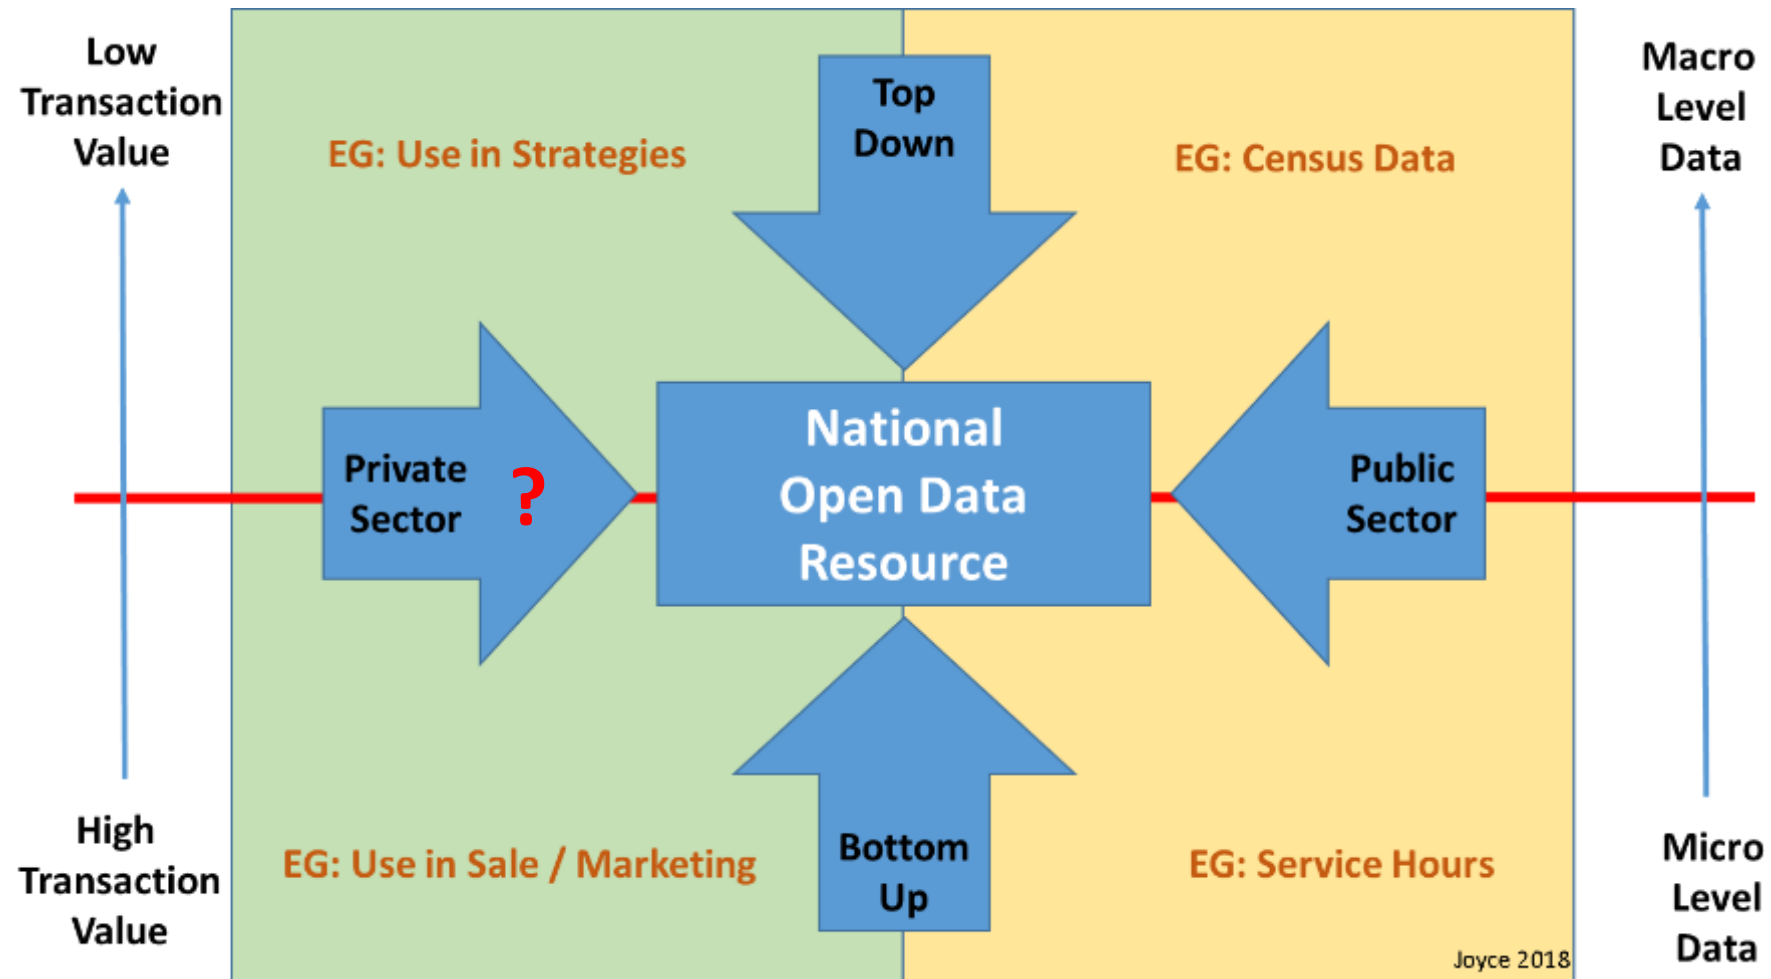 Low
Transaction
Value
EG: Use in Strategies
Top
Down
EG: Census Data
Macro
Level
Data
Private
Sector
?
National
Open Data
Resource
Public
Sector
High
Transaction
Value
EG: Use in Sale / Marketing
Bottom
Up
EG: Service Hours
Micro
Level
Data
Joyce 2018